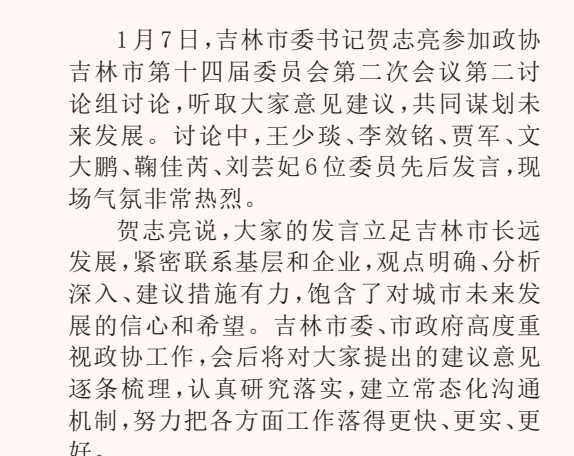 1月7日,吉林市委书记贺志亮参加政协
吉林市第十四届委员会第二次会议第二讨
论组讨论,听取大家意见建议,共同谋划未
来发展。讨论中,王少琰、李效铭、贾军、文
大鹏、鞠佳芮、刘芸妃6位委员先后发言,现
场气氛非常热烈。
贺志亮说,大家的发言立足吉林市长远
发展,紧密联系基层和企业,观点明确、分析
深入、建议措施有力,饱含了对城市未来发
展的信心和希望。吉林市委、市政府高度重
视政协工作,会后将对大家提出的建议意见
逐条梳理,认真研究落实,建立常态化沟通
机制,努力把各方面工作落得更快、更实、更
好。